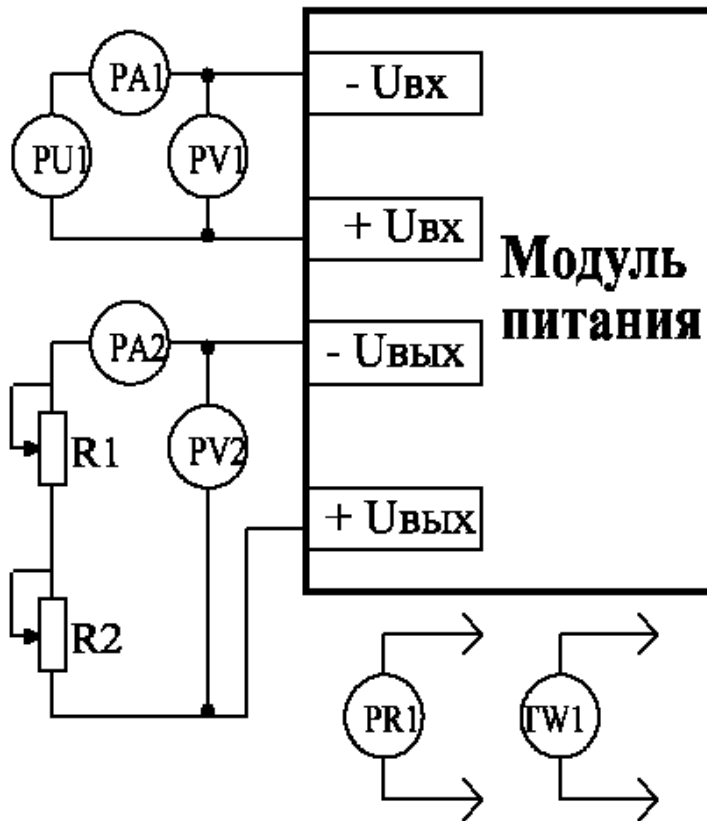 PA1
- Uвх
PU1
PV1
+ Uвх
Модуль
питания
PA2
- Uвых
R1
PV2
+ Uвых
R2
PR1
TW1